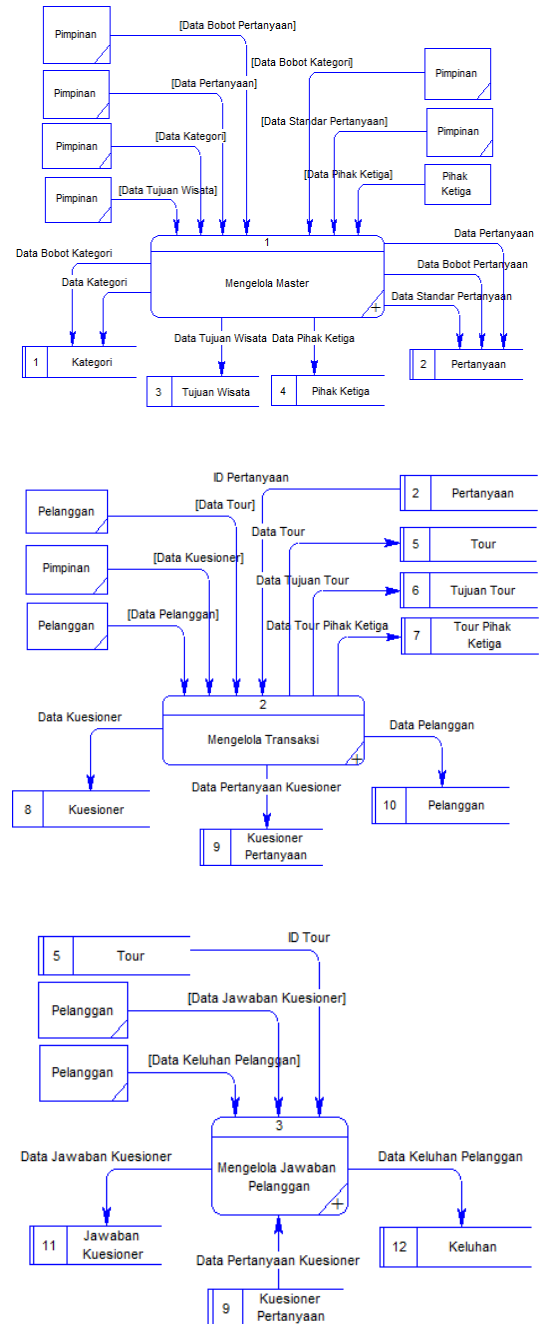 [Data Bobot Pertanyaan]
Pimpinan
[Data Bobot Kategori]
Pimpinan
[Data Pertanyaan]
Pimpinan
[Data Standar Pertanyaan]
Pimpinan
[Data Kategori]
Pimpinan
[Data Pihak Ketiga]
Pihak
Ketiga
[Data Tujuan Wisata]
Pimpinan
Data Pertanyaan
1
Data Bobot Kategori
Data Bobot Pertanyaan
Data Kategori
Mengelola Master
Data Standar Pertanyaan
Data Tujuan Wisata
Data Pihak Ketiga
1
Kategori
2
Pertanyaan
3
Tujuan Wisata
4
Pihak Ketiga
ID Pertanyaan
2
Pertanyaan
[Data Tour]
Pelanggan
Data Tour
5
Tour
[Data Kuesioner]
Pimpinan
Data Tujuan Tour
6
Tujuan Tour
[Data Pelanggan]
Pelanggan
Data Tour Pihak Ketiga
7
Tour Pihak
Ketiga
2
Data Kuesioner
Data Pelanggan
Mengelola Transaksi
Data Pertanyaan Kuesioner
8
Kuesioner
10
Pelanggan
9
Kuesioner
Pertanyaan
ID Tour
5
Tour
[Data Jawaban Kuesioner]
Pelanggan
[Data Keluhan Pelanggan]
Pelanggan
3
Data Jawaban Kuesioner
Data Keluhan Pelanggan
Mengelola Jawaban
Pelanggan
11
Jawaban
Kuesioner
12
Keluhan
Data Pertanyaan Kuesioner
9
Kuesioner
Pertanyaan